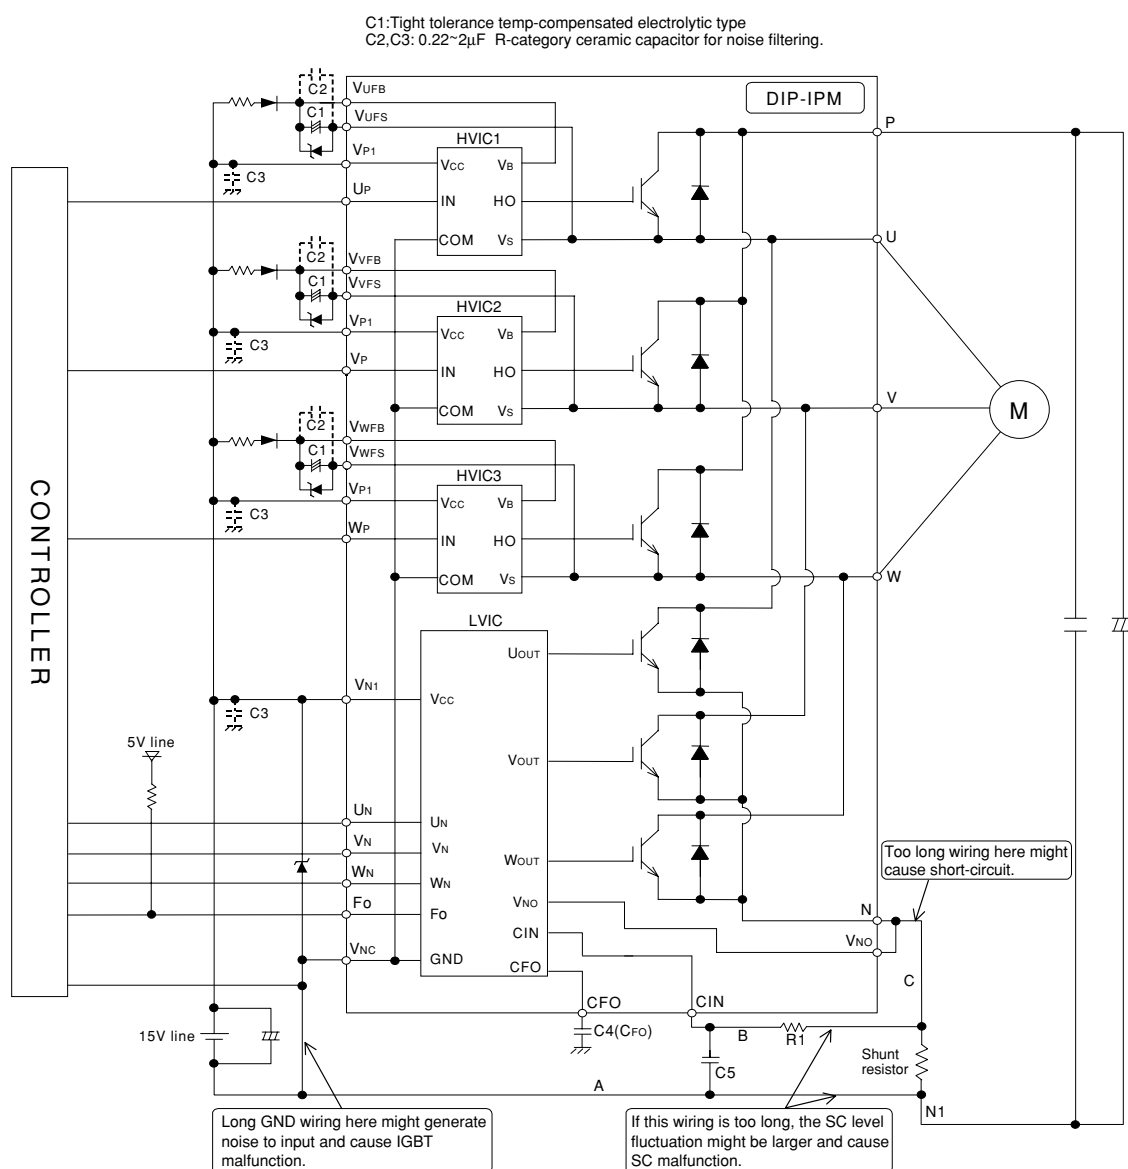 C1:Tight tolerance temp-compensated electrolytic type
C2,C3: 0.22~2μF R-category ceramic capacitor for noise filtering.
DIP-IPM
C2
VUFB
C1
VUFS
P
HVIC1
VP1
VCC
VB
C3
UP
IN
HO
COM
VS
U
C2
VVFB
C1
VVFS
HVIC2
VP1
VCC
VB
C3
VP
IN
HO
COM
VS
V
M
C2
VWFB
C1
VWFS
HVIC3
VP1
VCC
VB
C3
WP
IN
HO
COM
VS
W
CONTROLLER
LVIC
UOUT
VN1
VCC
C3
5V line
VOUT
UN
UN
VN
VN
WN
WN
WOUT
Too long wiring here might
cause short-circuit.
Fo
Fo
VNO
N
VNO
CIN
VNC
GND
CFO
C
CFO
CIN
15V line
C4(CFO)
B
R1
C5
Shunt
resistor
A
N1
Long GND wiring here might generate
noise to input and cause IGBT
malfunction.
If this wiring is too long, the SC level
fluctuation might be larger and cause
SC malfunction.